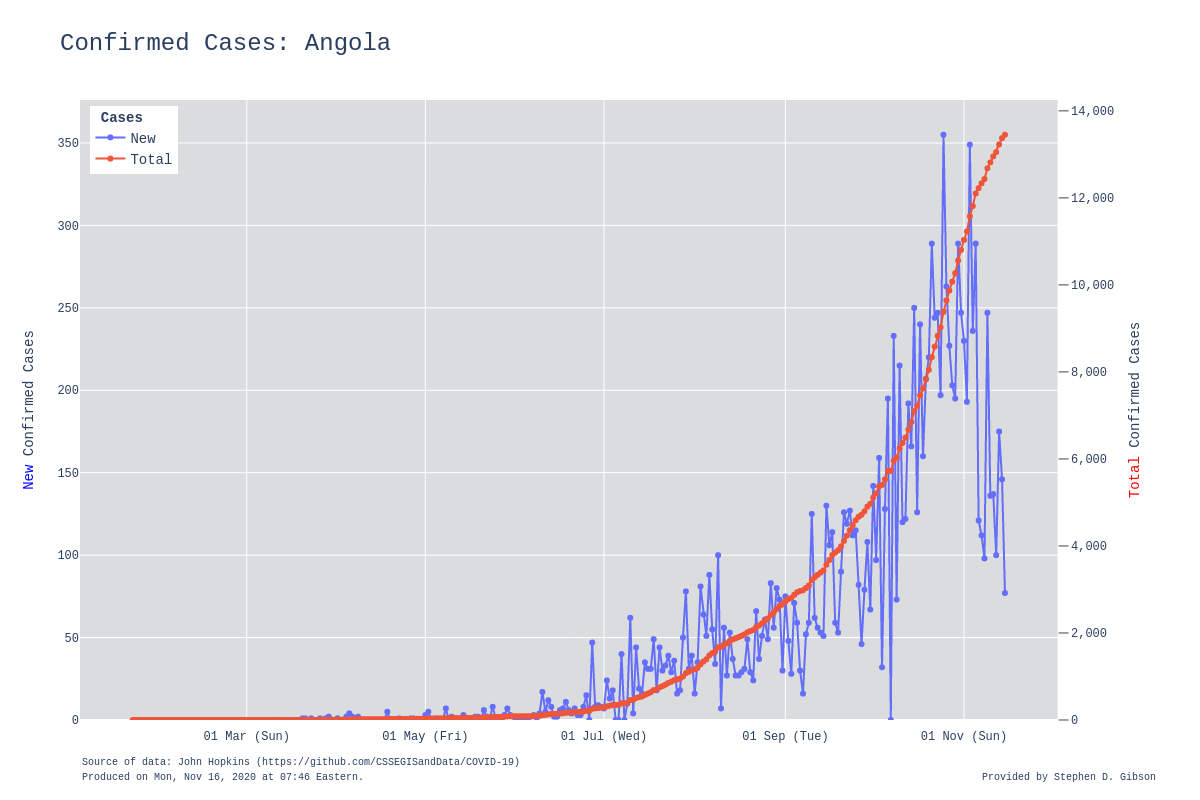 Confirmed Cases: Angola
Cases
New
Total
350
300
250
200
150
100
50
0
14,000
12,000
10,000
8,000
6,000
4,000
2,000
0
New Confirmed Cases
Total Confirmed Cases
01 Mar (Sun)
01 May (Fri)
01 Jul (Wed)
01 Sep (Tue)
01 Nov (Sun)
Source of data: John Hopkins (https://github.com/CSSEGISandData/COVID-19)
Produced on Mon, Nov 16, 2020 at 07:46 Eastern.
Provided by Stephen D. Gibson